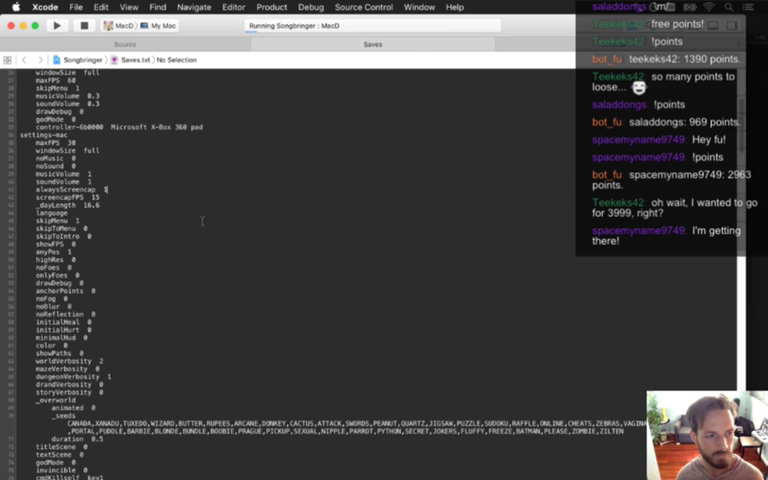 Xcode File Edit View Find Navigate Editor Product Debug Source Control Window Help
MacD My Mac
Running Songbringer : MacD
Source
Saves
Songbringer Saves.txt No Selection
windowSize full
maxFPS 60
skipMenu 1
musicVolume 0.3
soundVolume 0.3
drawDebug 0
godMode 0
controller-6b0000 Microsoft X-Box 360 pad
settings-mac
maxFPS 30
windowSize full
noMusic 0
noSound 0
musicVolume 1
soundVolume 1
alwaysScreencap 1
screencapFPS 15
_dayLength 16.6
language
skipMenu 1
skipToMenu 0
skipToIntro 0
showFPS 0
anyPos 1
highRes 0
noFoes 0
onlyFoes 0
drawDebug 0
anchorPoints 0
noFog 0
noBlur 0
noReflection 0
initialHeal 0
initialHurt 0
minimalHud 0
color 0
showPaths 0
worldVerbosity 2
mazeVerbosity 0
dungeonVerbosity 1
drandVerbosity 0
storyVerbosity 0
_overworld
animated 0
_seeds
CANADA,XANADU,TUXEDO,WIZARD,BUTTER,RUPEES,ARCANE,DONKEY,CACTUS,ATTACK,SWORDS,PEANUT,QUARTZ,JIGSAW,PUZZLE,SUDOKU,RAFFLE,ONLINE,CHEATS,ZEBRAS,VAGINA
,PORTAL,PUDDLE,BARBIE,BLONDE,BUNDLE,BOOBIE,PRAGUE,PICKUP,SEXUAL,NIPPLE,PARROT,PYTHON,SECRET,JOKERS,FLUFFY,FREEZE,BATMAN,PLEASE,ZOMBIE,ZILTEN
duration 0.5
titleScene 0
textScene 0
godMode 0
invincible 0
cmdKillself key1
saladdongs
Teekeks42 free points!
Teekeks42 !points
bot_fu teekeks42: 1390 points.
Teekeks42 so many points to
loose...
saladdongs !points
bot_fu saladdongs: 969 points.
spacemyname9749 Hey fu!
spacemyname9749 !points
bot_fu spacemyname9749: 2963
points.
Teekeks42 oh wait, I wanted to go
for 3999, right?
spacemyname9749 I'm getting
there!